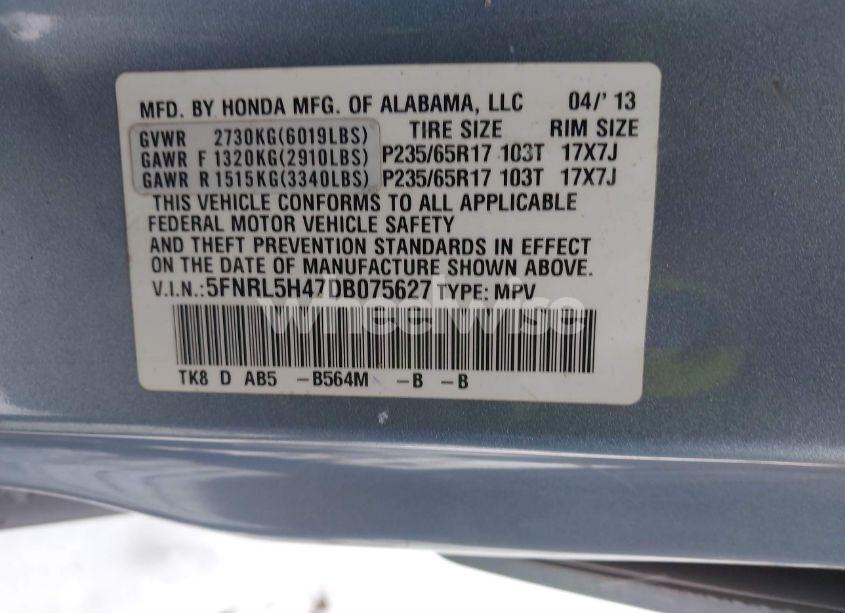 MFD. BY HONDA MFG. OF ALABAMA, LLC 04/' 13
GVWR 2730KG(6019LBS) TIRE SIZE RIM SIZE
GAWR F 1320KG(2910LBS) P235/65R17 103T 17X7J
GAWR R 1515KG(3340LBS) P235/65R17 103T 17X7J
THIS VEHICLE CONFORMS TO ALL APPLICABLE
FEDERAL MOTOR VEHICLE SAFETY
AND THEFT PREVENTION STANDARDS IN EFFECT
ON THE DATE OF MANUFACTURE SHOWN ABOVE.
V.I.N.:5FNRL5H47DB075627 TYPE: MPV
wheelwise
TK8 D AB5 -B564M -B -B